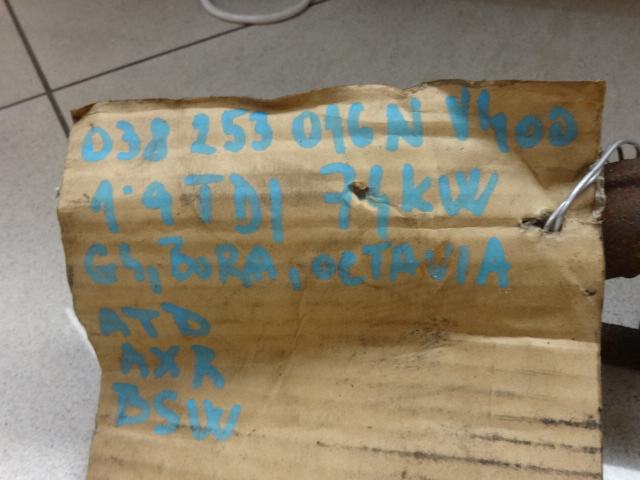 038 253 016N V400
1.9 TDI 74KW
G4, BORA, OCTAVIA
ATD
AXR
BSW